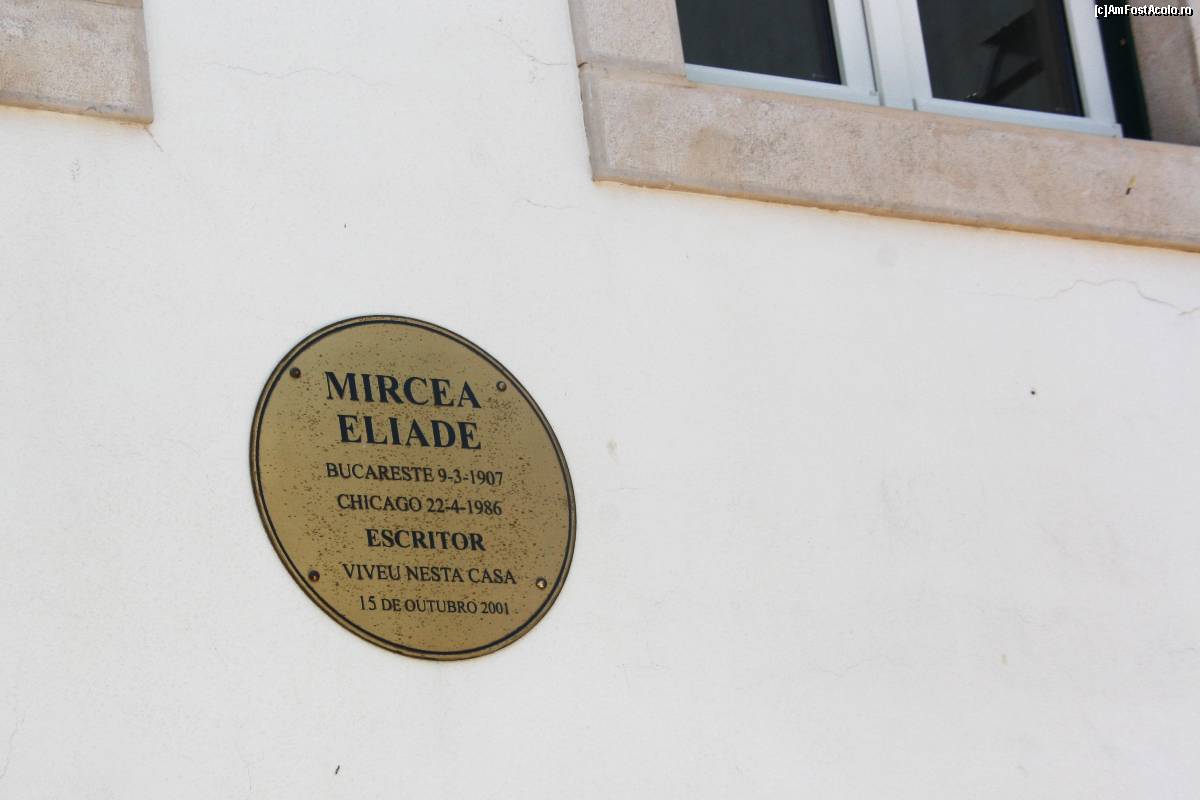 [c]AmFostAcolo.ro
MIRCEA
ELIADE
BUCARESTE 9-3-1907
CHICAGO 22-4-1986
ESCRITOR
VIVEU NESTA CASA
15 DE OUTUBRO 2001